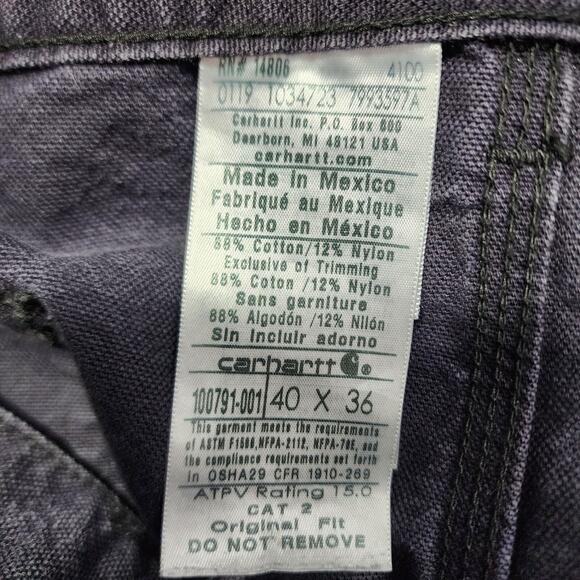 RN# 14806 4100
0119 1034723 7993597A
Carhartt Inc. P.O. Box 600
Dearborn, MI 48121 USA
carhartt.com
Made in Mexico
Fabriqué au Mexique
Hecho en México
88% Cotton/12% Nylon
Exclusive of Trimming
88% Coton /12% Nylon
Sans garniture
88% Algodón /12% Nilón
Sin incluir adorno
carhartt
100791-001 40 X 36
This garment meets the requirements
of ASTM F1506, NFPA-2112, NFPA-70E, and
the compliance requirements set forth
in OSHA29 CFR 1910-269
ATPV Rating 15.0
CAT 2
Original Fit
DO NOT REMOVE